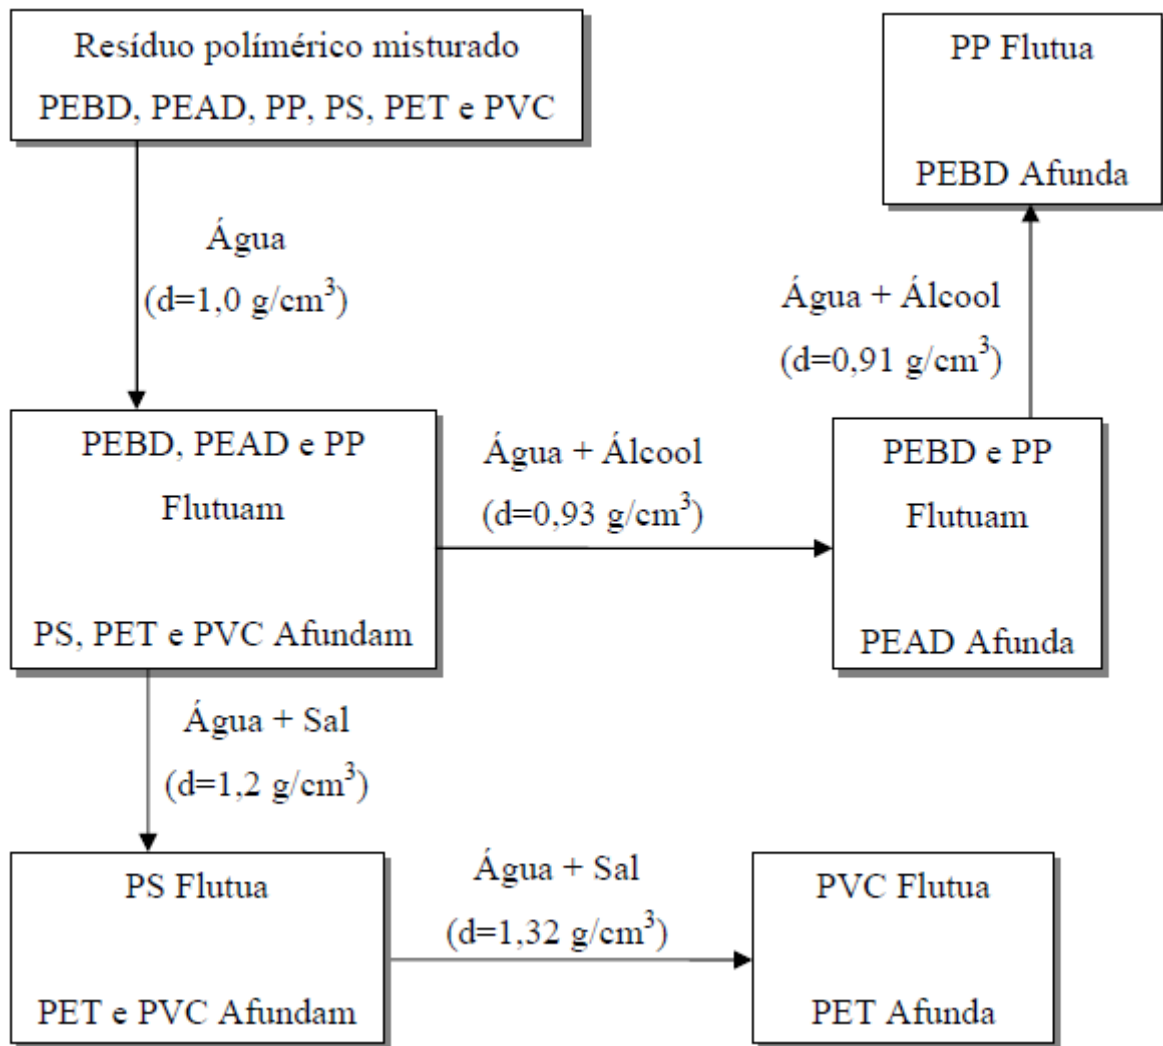 Resíduo polímérico misturado
PEBD, PEAD, PP, PS, PET e PVC
PP Flutua
PEBD Afunda
Água
(d=1,0 g/cm³)
Água + Álcool
(d=0,91 g/cm³)
PEBD, PEAD e PP
Flutuam
PS, PET e PVC Afundam
Água + Álcool
(d=0,93 g/cm³)
PEBD e PP
Flutuam
PEAD Afunda
Água + Sal
(d=1,2 g/cm³)
PS Flutua
PET e PVC Afundam
Água + Sal
(d=1,32 g/cm³)
PVC Flutua
PET Afunda